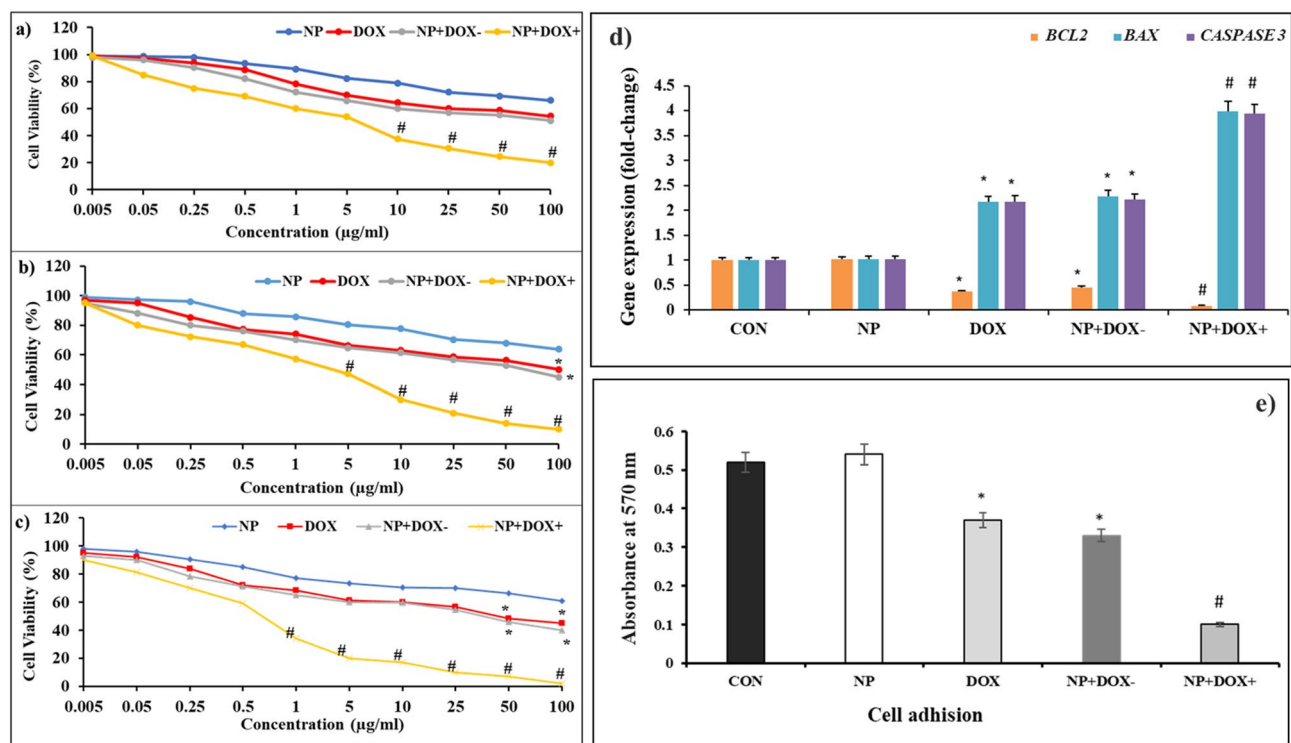 a)
NP DOX NP+DOX- NP+DOX+
Cell Viability (%)
120
100
80
60
40
20
0
# # # #
0.005 0.05 0.25 0.5 1 5 10 25 50 100
Concentration (µg/ml)
b)
NP DOX NP+DOX- NP+DOX+
Cell Viability (%)
120
100
80
60
40
20
0
* *
# # # # #
0.005 0.05 0.25 0.5 1 5 10 25 50 100
Concentration (µg/ml)
c)
NP DOX NP+DOX- NP+DOX+
Cell Viability (%)
120
100
80
60
40
20
0
* *
* *
# # # # # #
0.005 0.05 0.25 0.5 1 5 10 25 50 100
Concentration (µg/ml)
d)
BCL2 BAX CASPASE 3
Gene expression (fold-change)
4.5
4
3.5
3
2.5
2
1.5
1
0.5
0
* * *
* * *
# # #
CON NP DOX NP+DOX- NP+DOX+
e)
Absorbance at 570 nm
0.6
0.5
0.4
0.3
0.2
0.1
0
* * #
CON NP DOX NP+DOX- NP+DOX+
Cell adhision